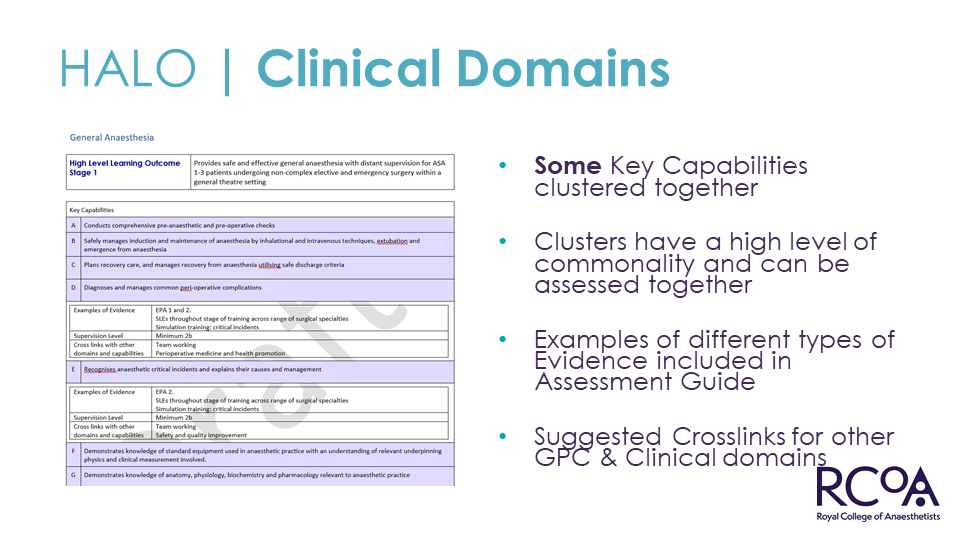 HALO | Clinical Domains
General Anaesthesia
High Level Learning Outcome
Stage 1
Provides safe and effective general anaesthesia with distant supervision for ASA
1-3 patients undergoing non-complex elective and emergency surgery within a
general theatre setting
Key Capabilities
A Conducts comprehensive pre-anaesthetic and pre-operative checks
B Safely manages induction and maintenance of anaesthesia by inhalational and intravenous techniques, extubation and
emergence from anaesthesia
C Plans recovery care, and manages recovery from anaesthesia utilising safe discharge criteria
D Diagnoses and manages common peri-operative complications
Examples of Evidence EPA 1 and 2.
SLEs throughout stage of training across range of surgical specialties
Simulation training: critical incidents
Supervision Level Minimum 2b
Cross links with other Team working
domains and capabilities Perioperative medicine and health promotion
E Recognises anaesthetic critical incidents and explains their causes and management
Examples of Evidence EPA 2.
SLEs throughout stage of training across range of surgical specialties
Simulation training: critical incidents
Supervision Level Minimum 2b
Cross links with other Team working
domains and capabilities Safety and quality improvement
F Demonstrates knowledge of standard equipment used in anaesthetic practice with an understanding of relevant underpinning
physics and clinical measurement involved.
G Demonstrates knowledge of anatomy, physiology, biochemistry and pharmacology relevant to anaesthetic practice
Draft
• Some Key Capabilities
clustered together
• Clusters have a high level of
commonality and can be
assessed together
• Examples of different types of
Evidence included in
Assessment Guide
• Suggested Crosslinks for other
GPC & Clinical domains
RCoA
Royal College of Anaesthetists